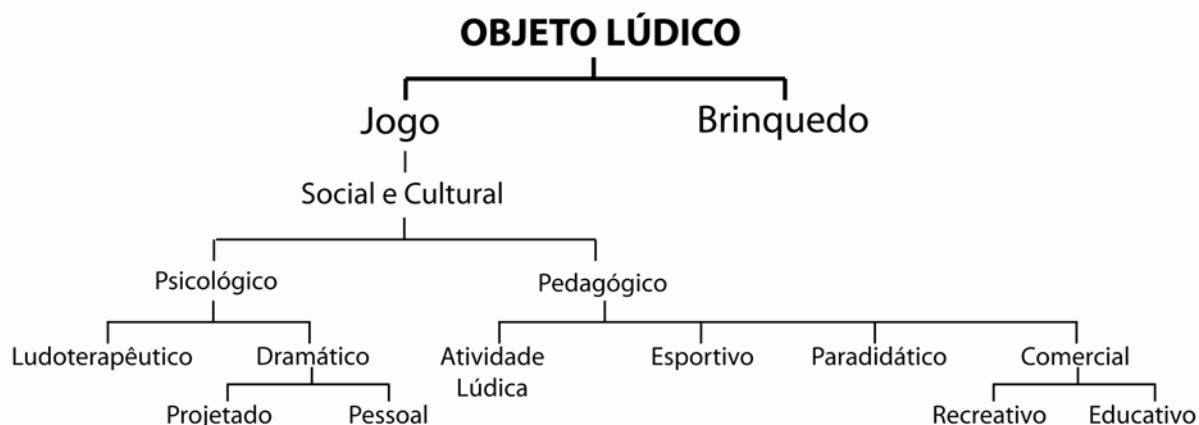 OBJETO LÚDICO
Jogo
Brinquedo
Social e Cultural
Psicológico
Pedagógico
Ludoterapêutico
Dramático
Atividade
Lúdica
Esportivo
Paradidático
Comercial
Projetado
Pessoal
Recreativo
Educativo